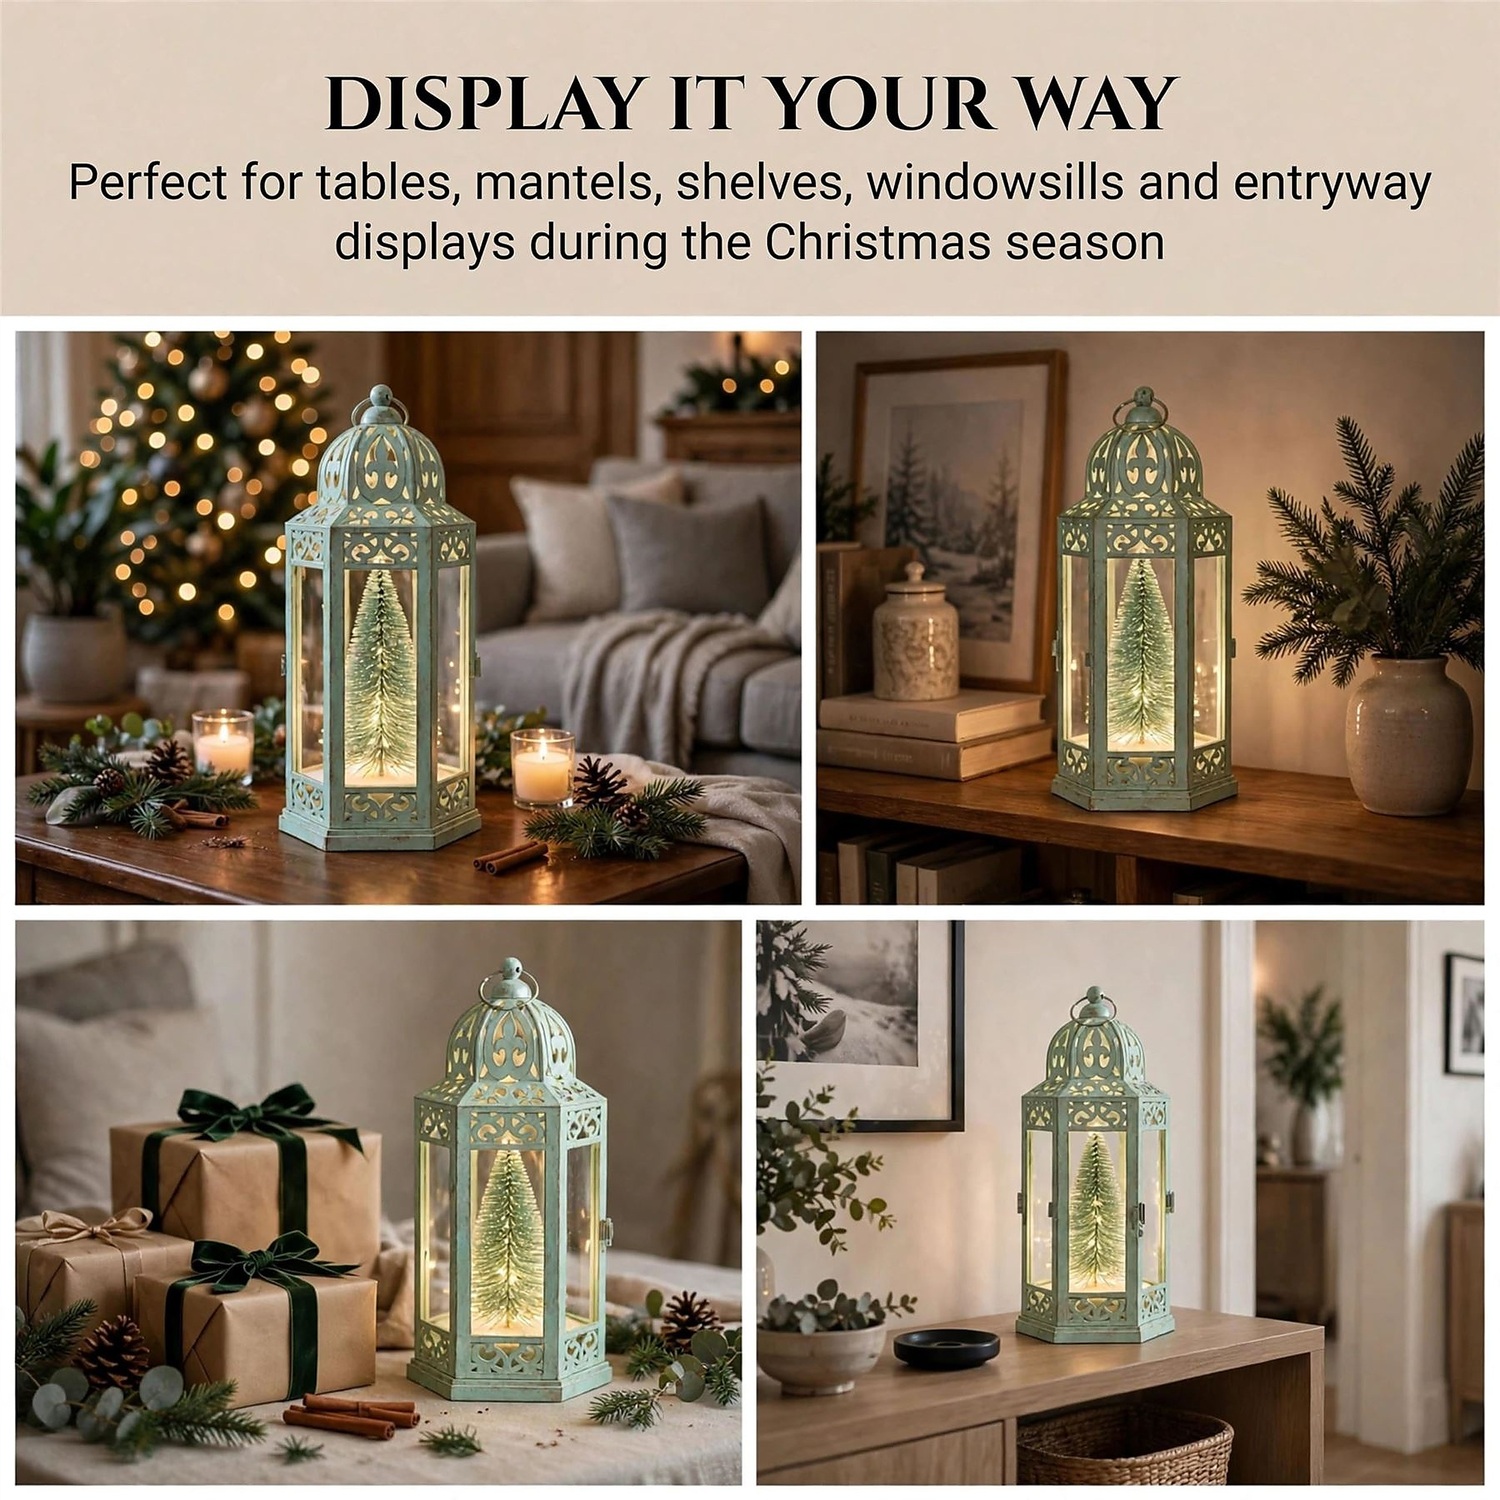 DISPLAY IT YOUR WAY
Perfect for tables, mantels, shelves, windowsills and entryway
displays during the Christmas season